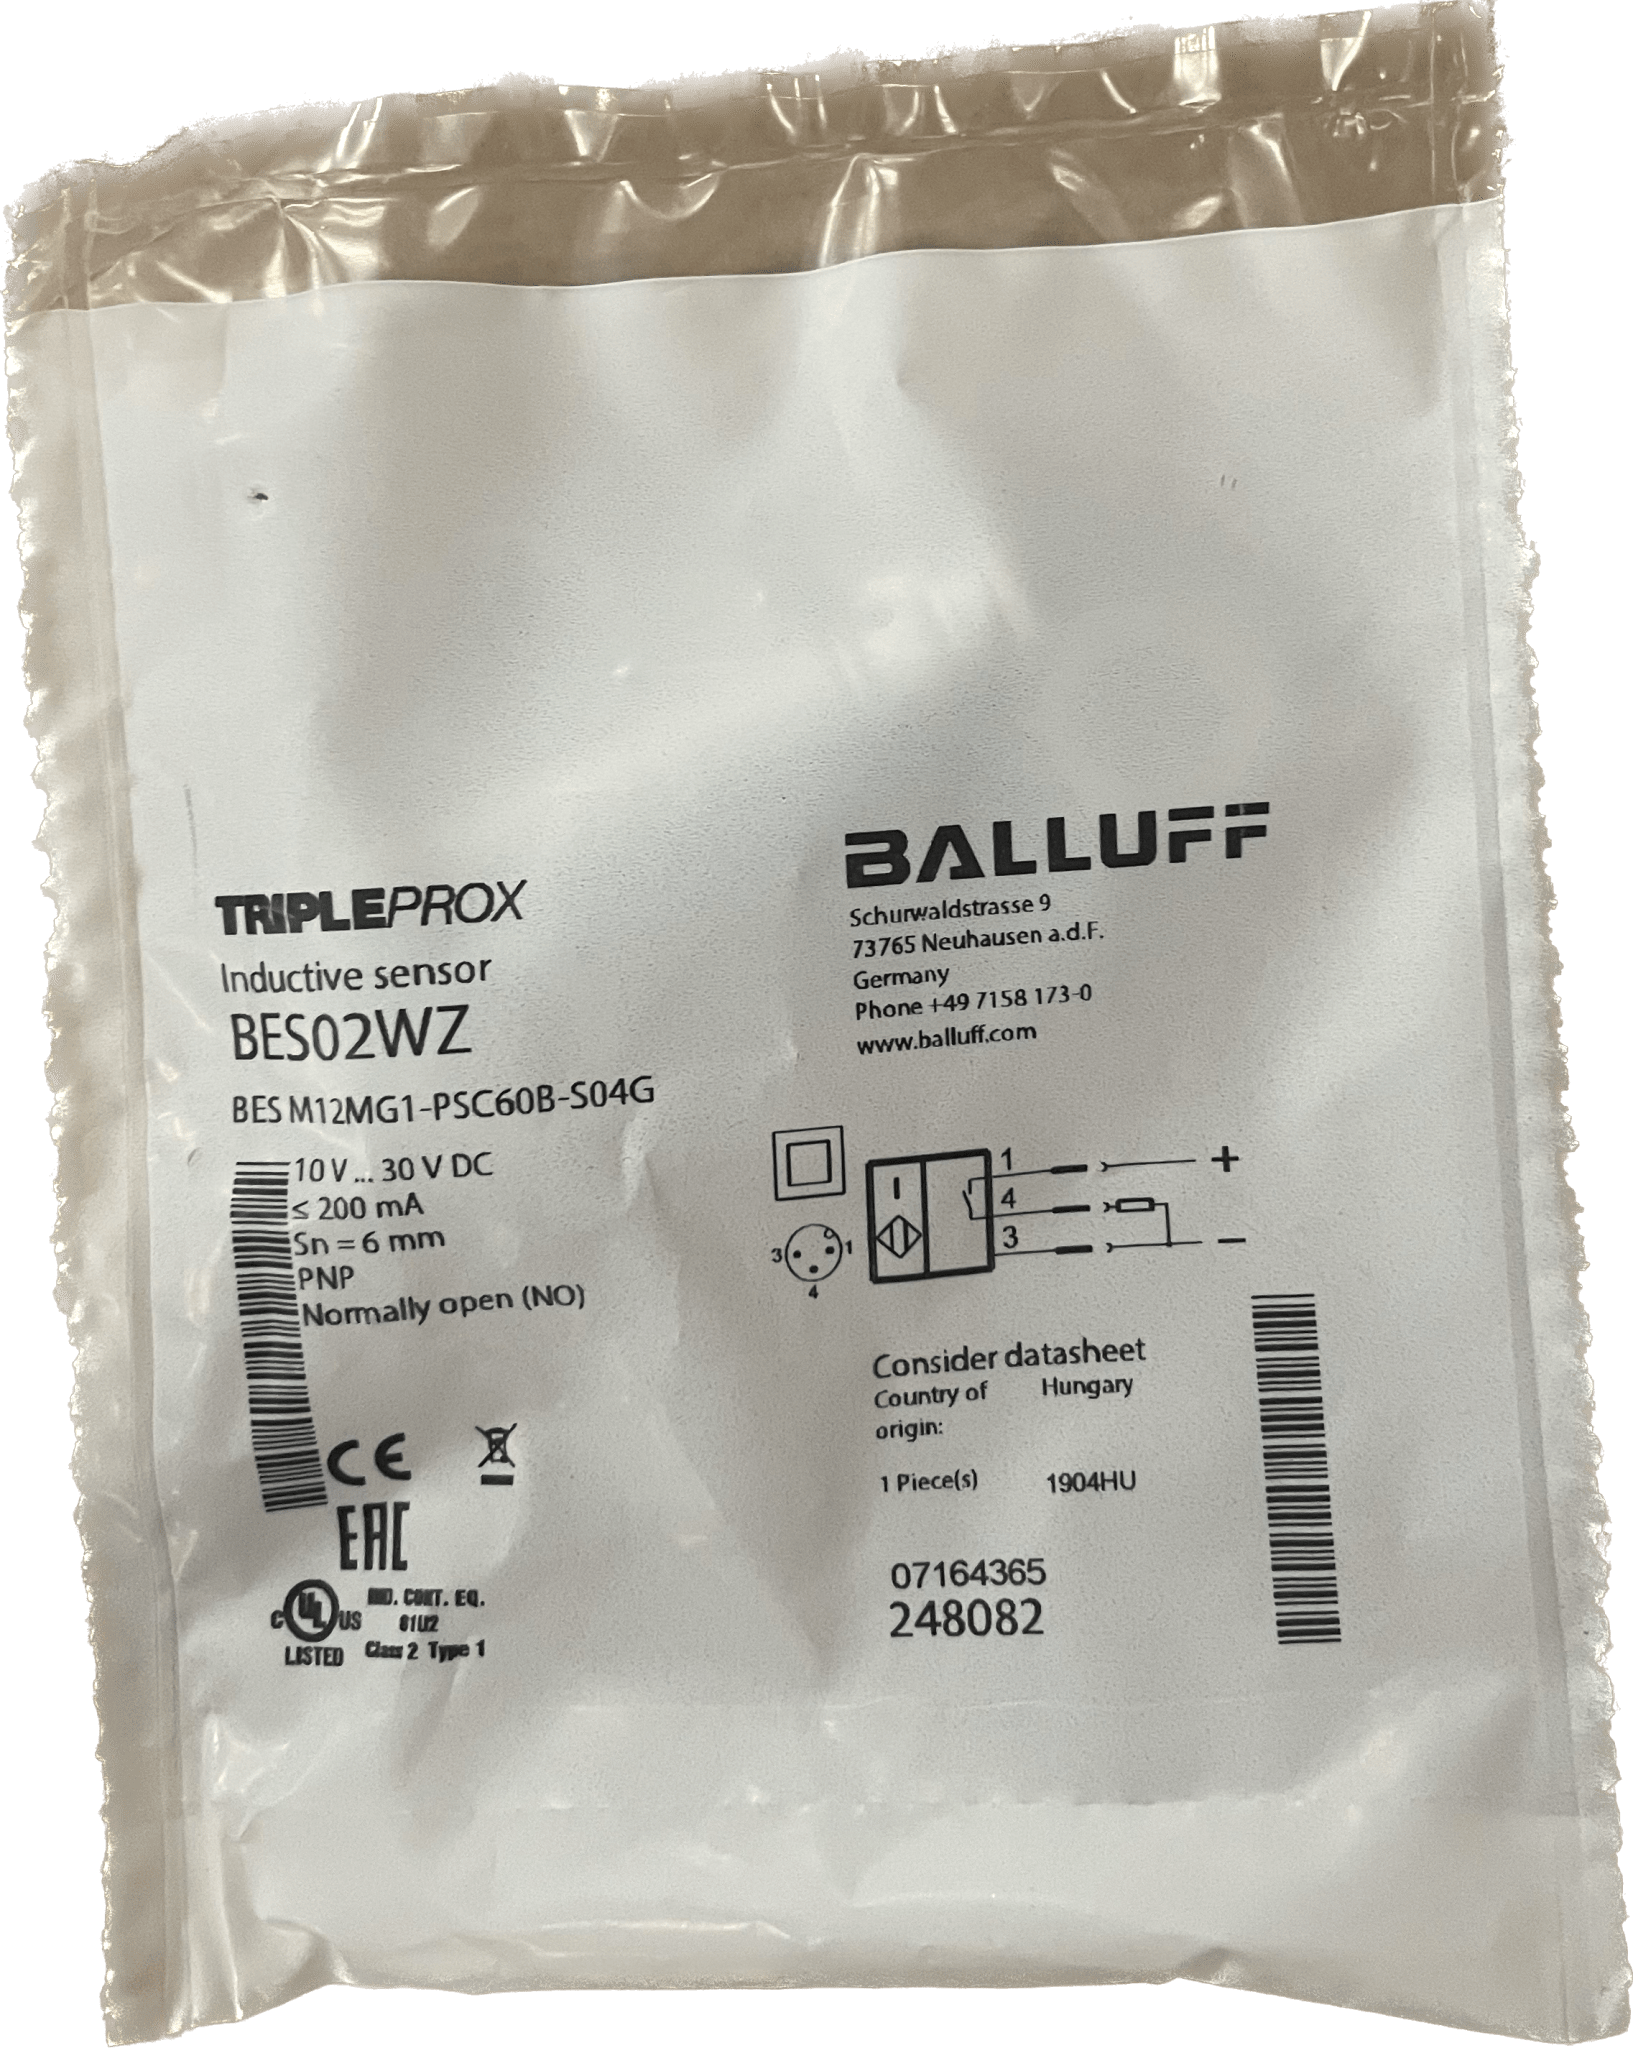 TRIPLEPROX
Inductive sensor
BES02WZ
BES M12MG1-PSC60B-S04G
10 V ... 30 V DC
≤ 200 mA
Sn = 6 mm
PNP
Normally open (NO)
CE
EAC
C UL US
LISTED
IND. CONT. EQ.
81U2
Class 2 Type 1
BALLUFF
Schurwaldstrasse 9
73765 Neuhausen a.d.F.
Germany
Phone +49 7158 173-0
www.balluff.com
1 +
4
3 −
3 1
4
Consider datasheet
Country of Hungary
origin:
1 Piece(s) 1904HU
07164365
248082